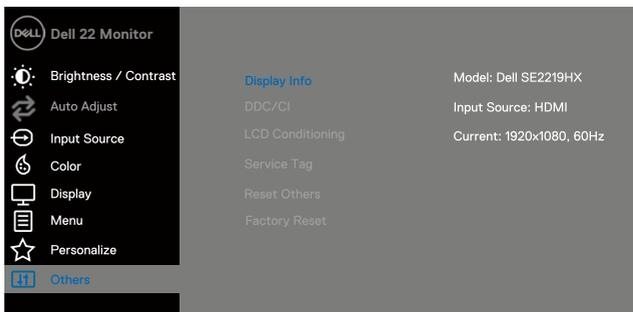 DELL Dell 22 Monitor
Brightness / Contrast
Auto Adjust
Input Source
Color
Display
Menu
Personalize
Others
Display Info
DDC/CI
LCD Conditioning
Service Tag
Reset Others
Factory Reset
Model: Dell SE2219HX
Input Source: HDMI
Current: 1920x1080, 60Hz